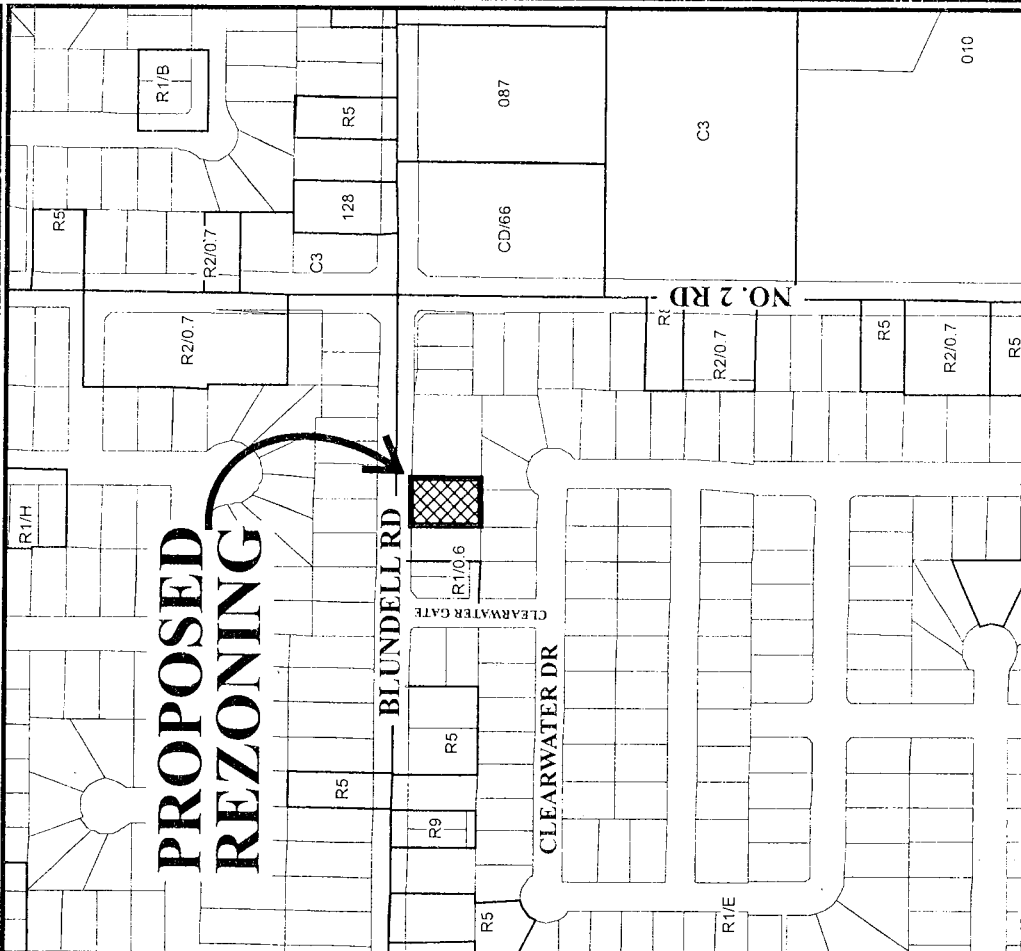 PROPOSED
REZONING
R1/B
R5
087
C3
010
R5
R2/0.7
C3
128
CD/66
R2/0.7
NO. 2 RD
R2/0.7
R5
R2/0.7
R5
R1/H
BLUNDELL RD
R1/0.6
CLEARWATER GATE
CLEARWATER DR
R5
R5
R9
R5
R1/E